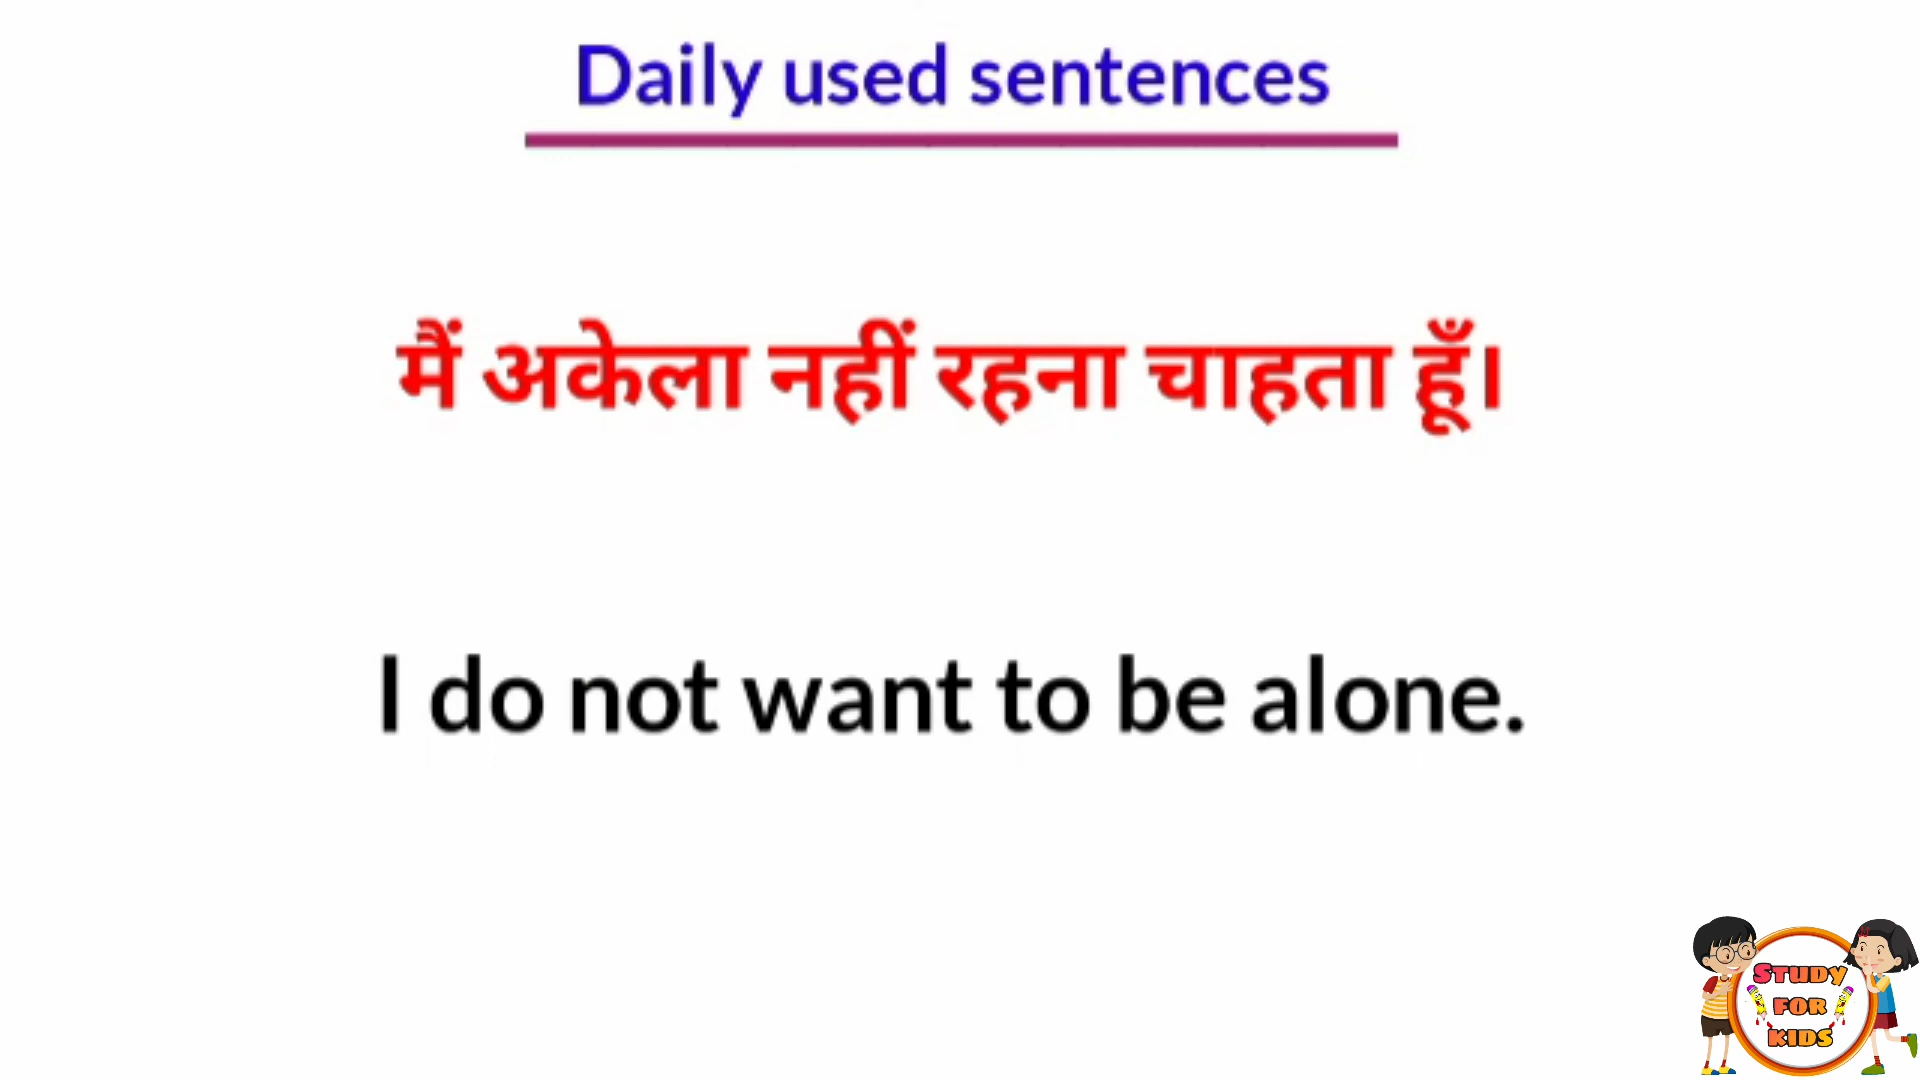 Daily used sentences
मैं अकेला नहीं रहना चाहता हूँ।
I do not want to be alone.
STUDY
FOR
KIDS